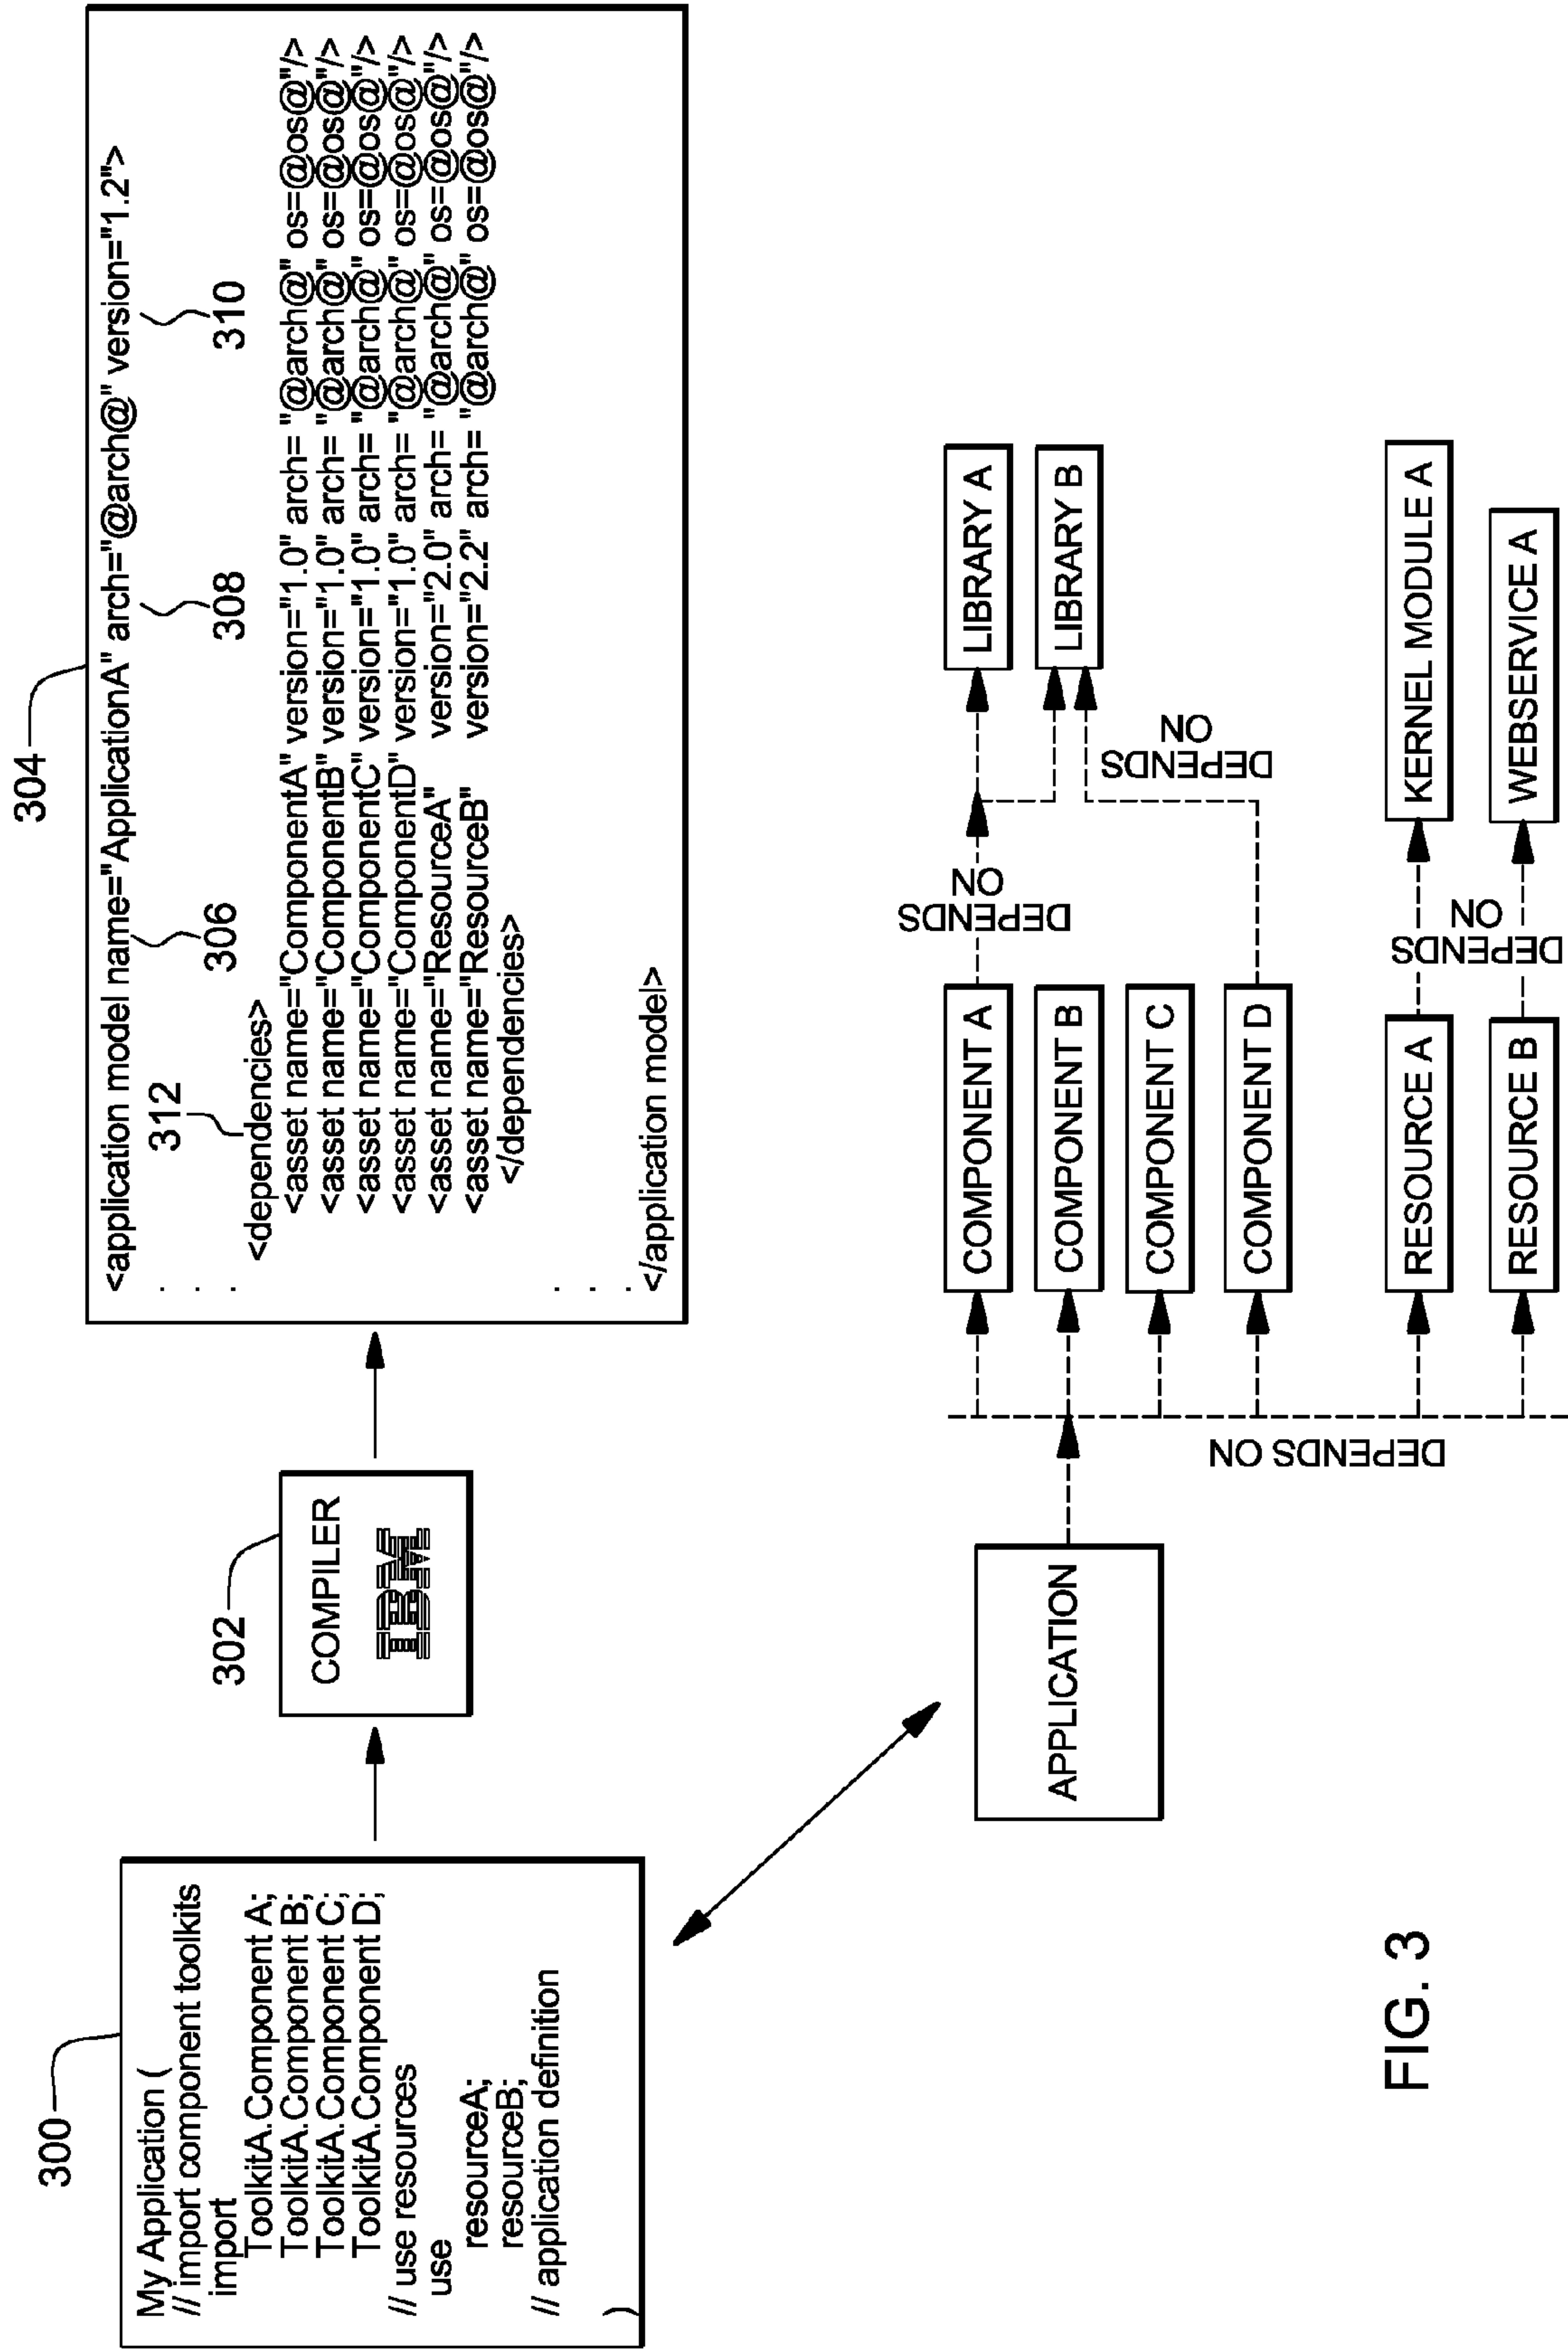 300
My Application (
// import component toolkits
import
ToolkitA.Component A;
ToolkitA.Component B;
ToolkitA.Component C;
ToolkitA.Component D;
// use resources
use
resourceA;
resourceB;
// application definition
)
302
COMPILER
IBM
304
<application model name="ApplicationA" arch="@arch@" version="1.2">
306
308
310
. . .
312
<dependencies>
<asset name="ComponentA" version="1.0" arch= "@arch@" os=@os@"/>
<asset name="ComponentB" version="1.0" arch= "@arch@" os=@os@"/>
<asset name="ComponentC" version="1.0" arch= "@arch@" os=@os@"/>
<asset name="ComponentD" version="1.0" arch= "@arch@" os=@os@"/>
<asset name="ResourceA" version="2.0" arch= "@arch@" os=@os@"/>
<asset name="ResourceB" version="2.2" arch= "@arch@" os=@os@"/>
</dependencies>
. . .
</application model>
APPLICATION
DEPENDS ON
COMPONENT A
COMPONENT B
COMPONENT C
COMPONENT D
RESOURCE A
RESOURCE B
DEPENDS
ON
DEPENDS
ON
DEPENDS
ON
LIBRARY A
LIBRARY B
KERNEL MODULE A
WEBSERVICE A
FIG. 3